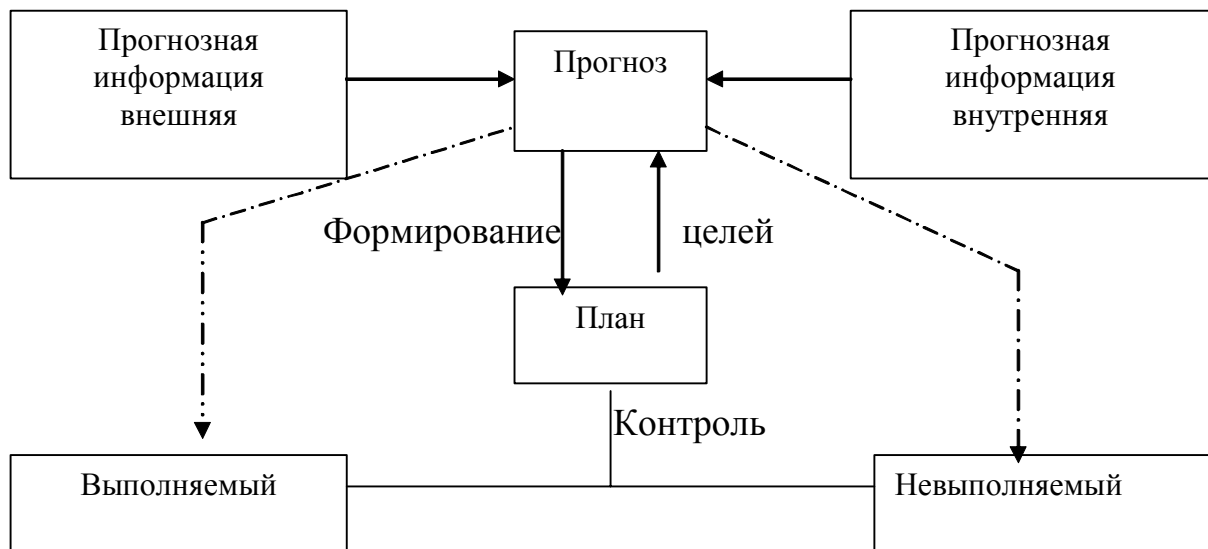 Прогнозная
информация
внешняя
Прогноз
Прогнозная
информация
внутренняя
Формирование целей
План
Контроль
Выполняемый
Невыполняемый